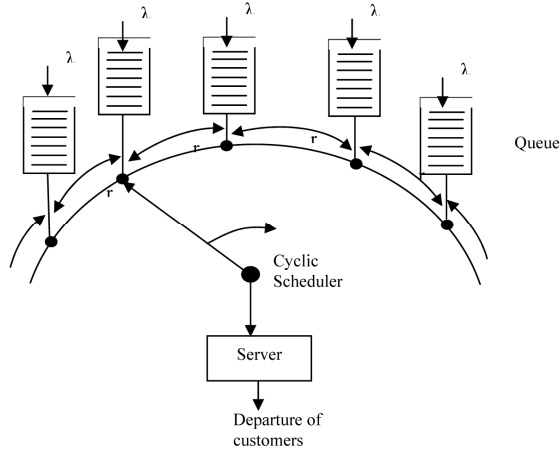 λ.
λ.
λ.
λ.
λ.
Queue
r
r
r
r
Cyclic
Scheduler
Server
Departure of
customers